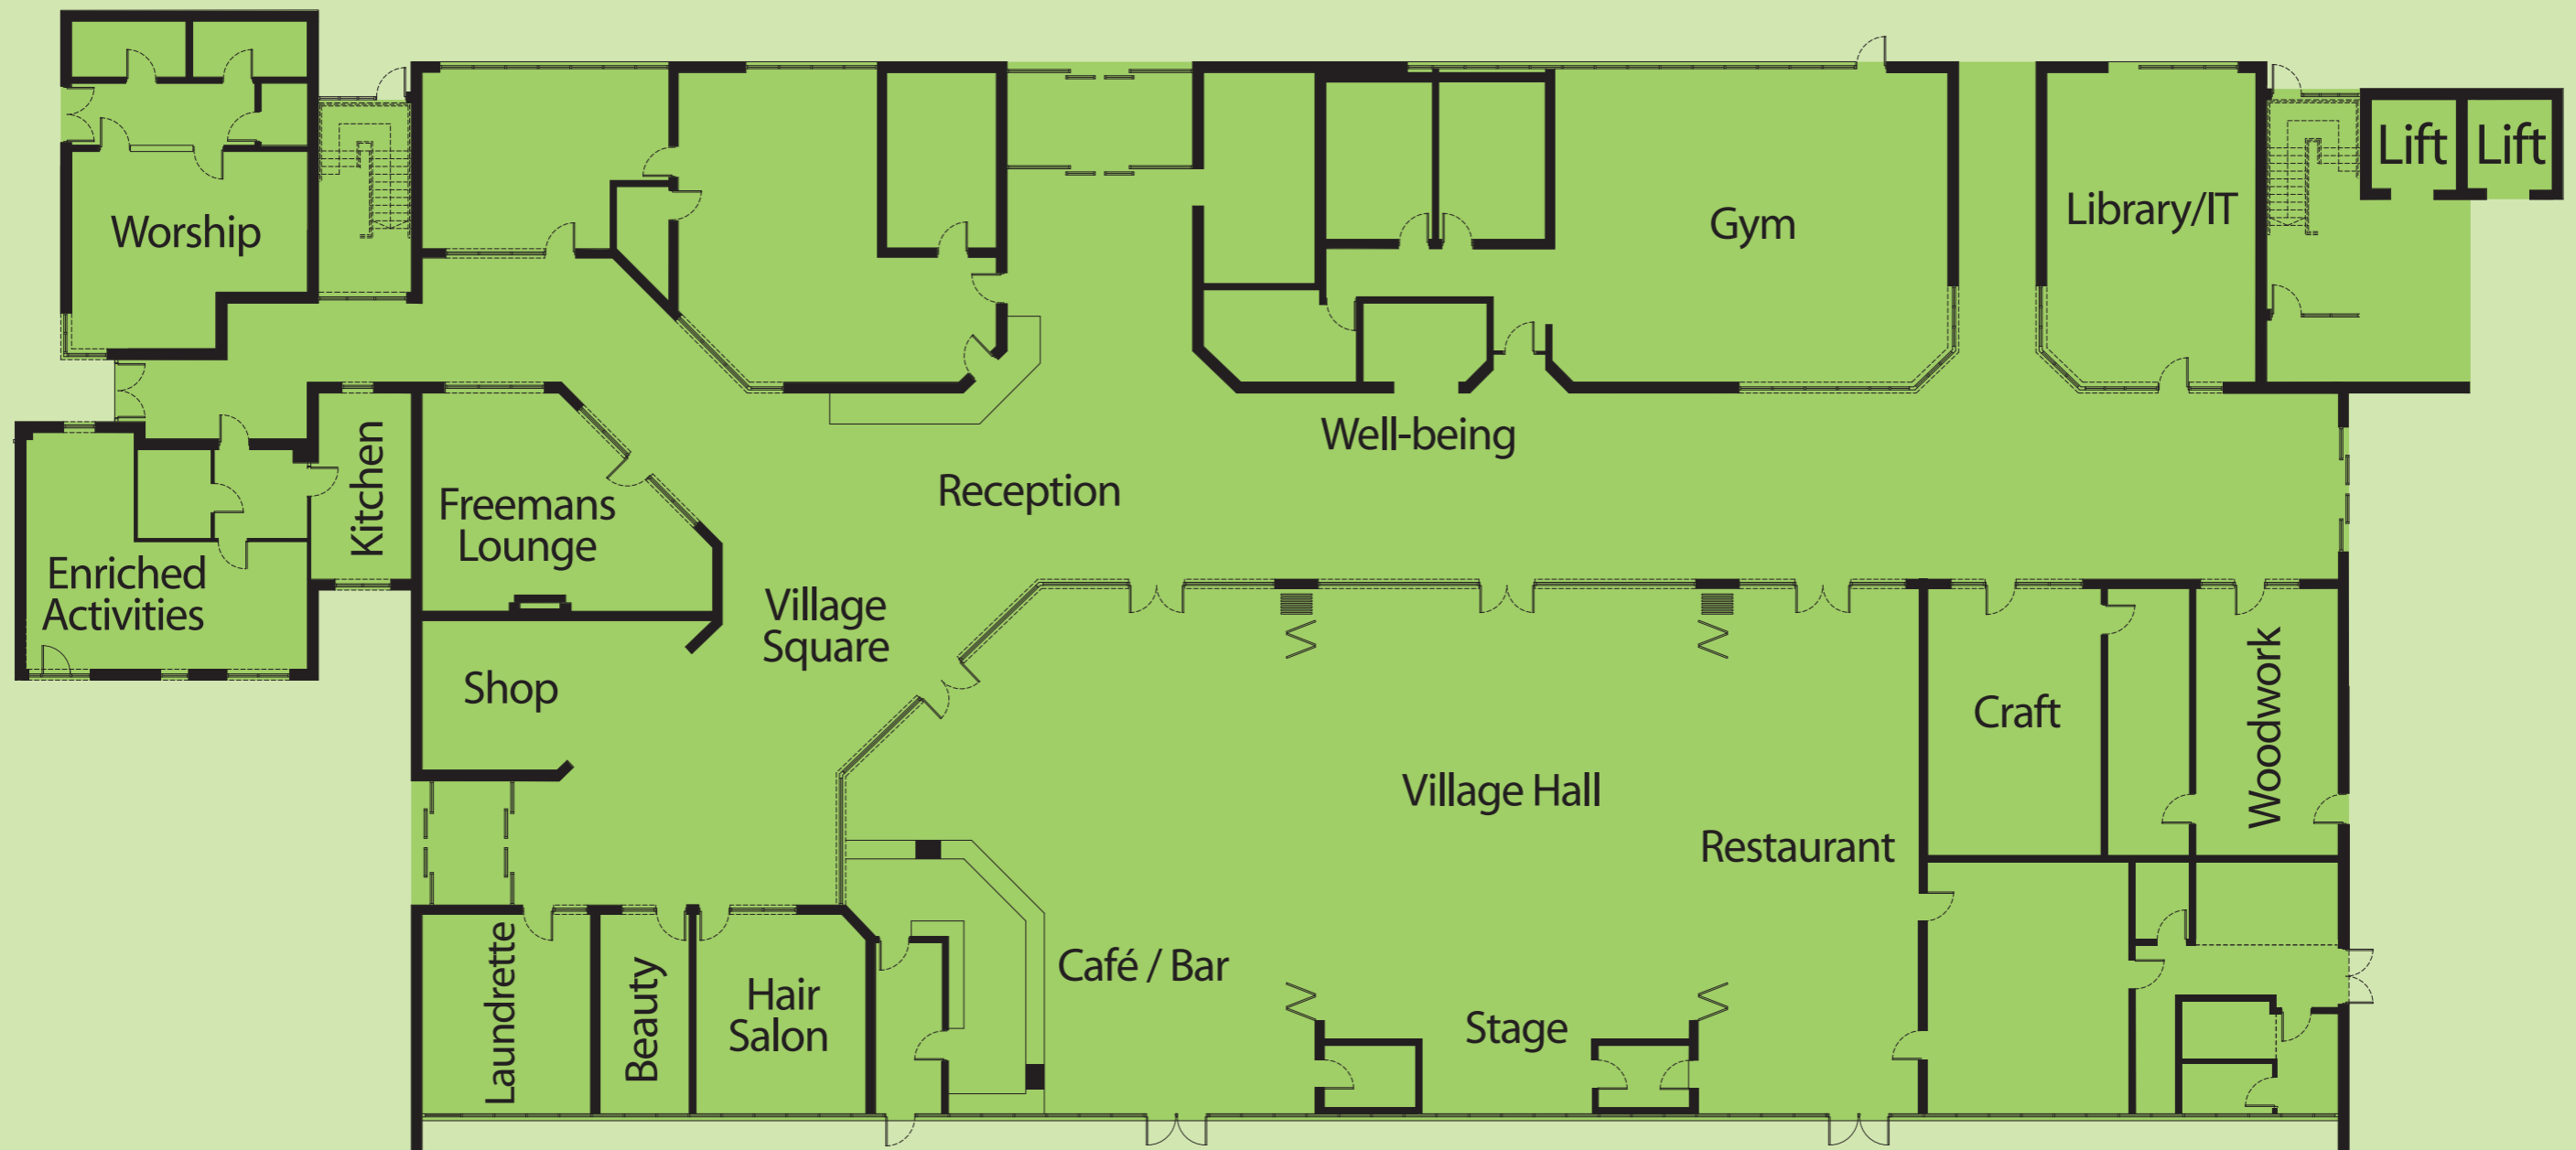 Lift
Lift
Worship
Gym
Library/IT
Well-being
Kitchen
Reception
Freemans
Lounge
Enriched
Activities
Village
Square
Shop
Craft
Woodwork
Village Hall
Restaurant
Laundrette
Beauty
Hair
Salon
Café / Bar
Stage